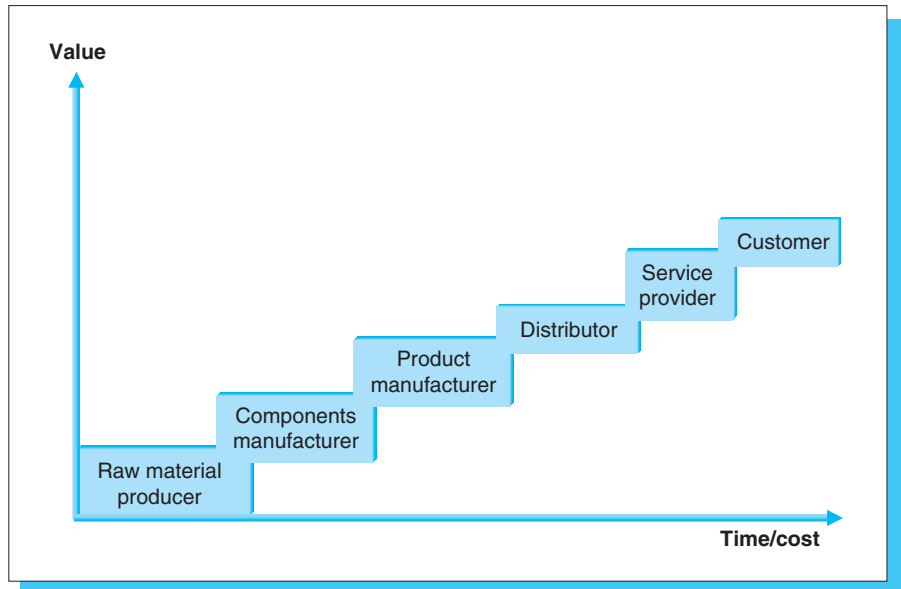 Value
Customer
Service
provider
Distributor
Product
manufacturer
Components
manufacturer
Raw material
producer
Time/cost